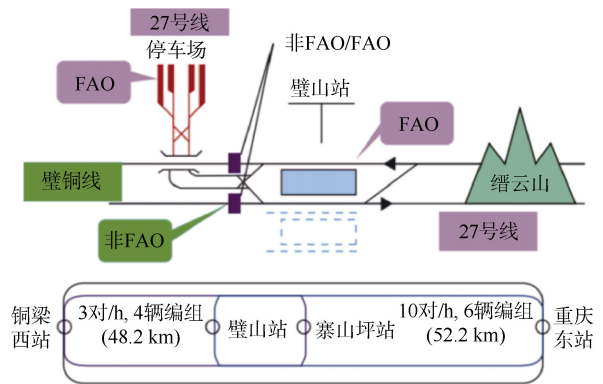 27号线
停车场
非FAO/FAO
FAO
璧山站
FAO
璧铜线
缙云山
非FAO
27号线
铜梁
西站
3对/h, 4辆编组
(48.2 km)
璧山站
寨山坪站
10对/h, 6辆编组
(52.2 km)
重庆
东站